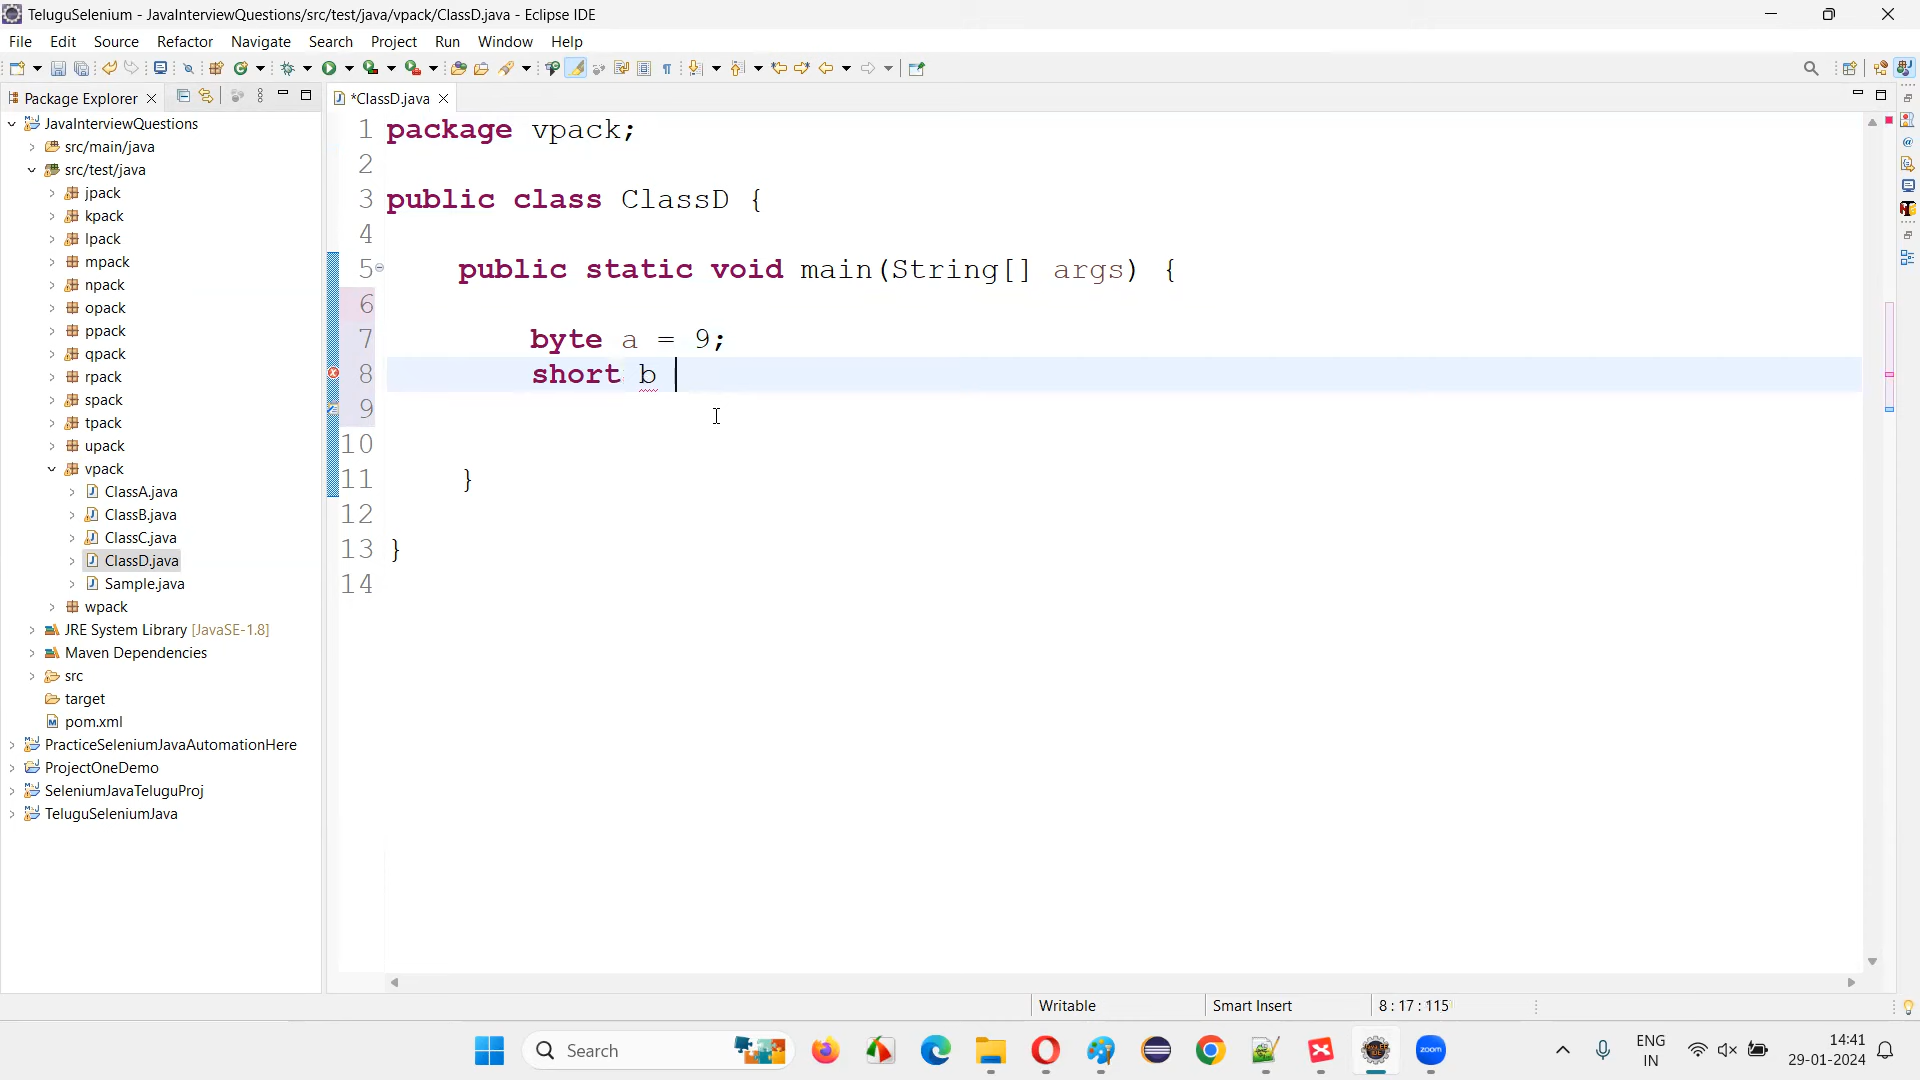 TeluguSelenium - JavaInterviewQuestions/src/test/java/vpack/ClassD.java - Eclipse IDE
File Edit Source Refactor Navigate Search Project Run Window Help
Package Explorer
*ClassD.java
JavaInterviewQuestions
src/main/java
src/test/java
jpack
kpack
lpack
mpack
npack
opack
ppack
qpack
rpack
spack
tpack
upack
vpack
ClassA.java
ClassB.java
ClassC.java
ClassD.java
Sample.java
wpack
JRE System Library [JavaSE-1.8]
Maven Dependencies
src
target
pom.xml
PracticeSeleniumJavaAutomationHere
ProjectOneDemo
SeleniumJavaTeluguProj
TeluguSeleniumJava
1 package vpack;
2
3 public class ClassD {
4
5 public static void main(String[] args) {
6
7 byte a = 9;
8 short b
9
10
11 }
12
13 }
14
Writable Smart Insert 8 : 17 : 115
Search
zoom
ENG
IN
14:41
29-01-2024